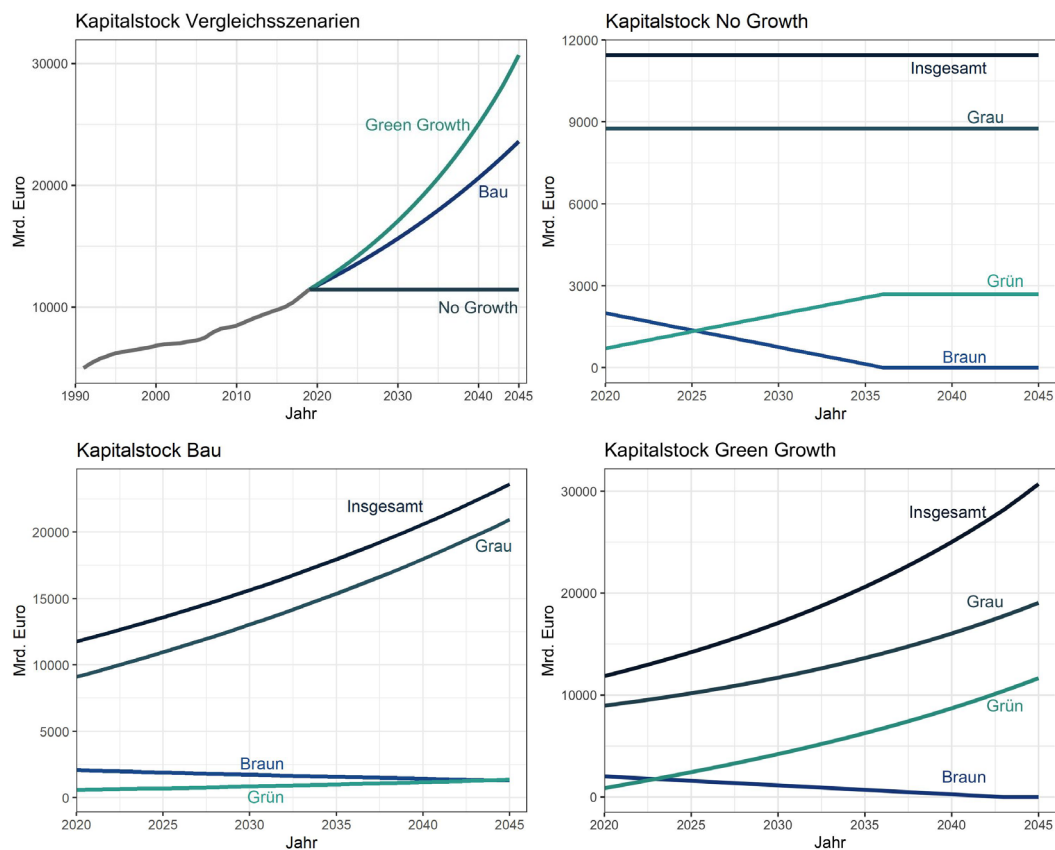 Kapitalstock Vergleichsszenarien
30000
20000
10000
Mrd. Euro
Green Growth
Bau
No Growth
1990 2000 2010 2020 2030 2040 2045
Jahr
Kapitalstock No Growth
12000
9000
6000
3000
0
Mrd. Euro
Insgesamt
Grau
Grün
Braun
2020 2025 2030 2035 2040 2045
Jahr
Kapitalstock Bau
20000
15000
10000
5000
0
Mrd. Euro
Insgesamt
Grau
Braun
Grün
2020 2025 2030 2035 2040 2045
Jahr
Kapitalstock Green Growth
30000
20000
10000
0
Mrd. Euro
Insgesamt
Grau
Grün
Braun
2020 2025 2030 2035 2040 2045
Jahr